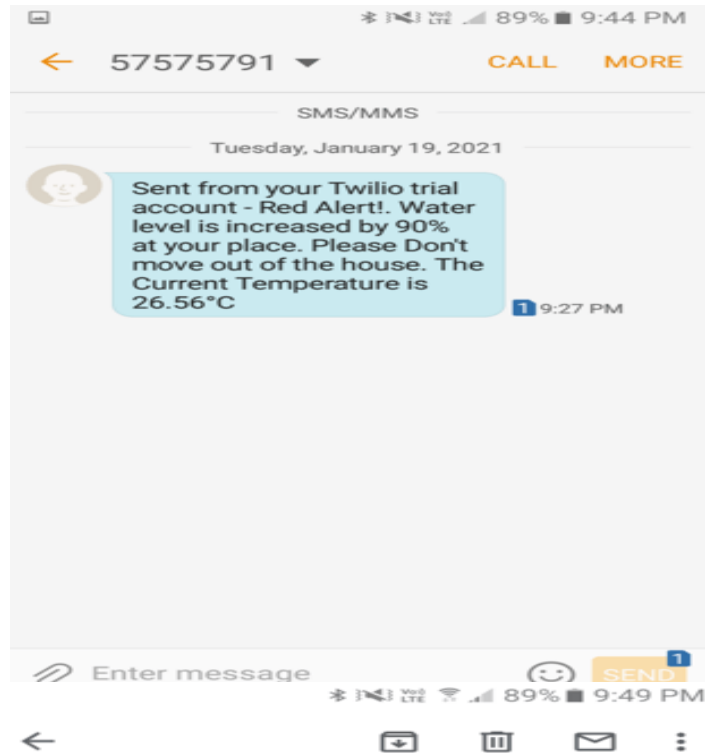 VoLTE 89% 9:44 PM
57575791 CALL MORE
SMS/MMS
Tuesday, January 19, 2021
Sent from your Twilio trial
account - Red Alert!. Water
level is increased by 90%
at your place. Please Don't
move out of the house. The
Current Temperature is
26.56°C
1 9:27 PM
1
Enter message SEND
VoLTE 89% 9:49 PM